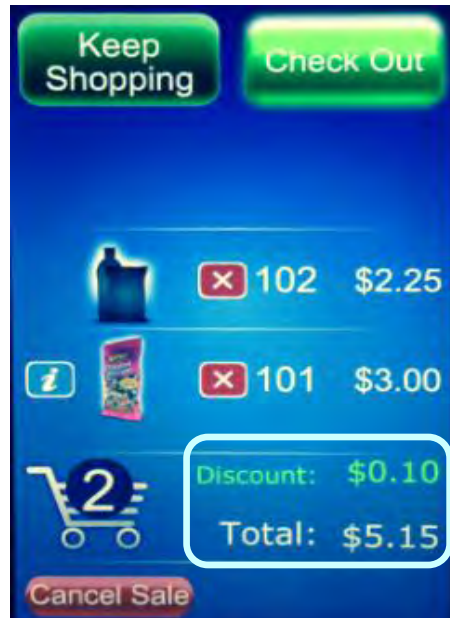 Keep
Shopping
Check Out
102 $2.25
i
101 $3.00
2
Discount: $0.10
Total: $5.15
Cancel Sale